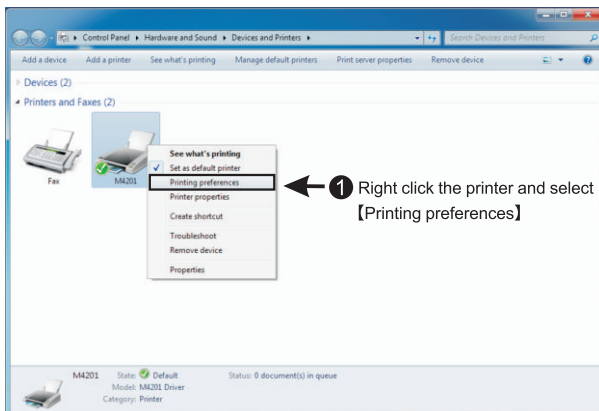 Control Panel ▸ Hardware and Sound ▸ Devices and Printers ▸ Search Devices and Printers
Add a device Add a printer See what's printing Manage default printers Print server properties Remove device
Devices (2)
Printers and Faxes (2)
Fax
M4201
See what's printing
Set as default printer
Printing preferences
Printer properties
Create shortcut
Troubleshoot
Remove device
Properties
1 Right click the printer and select
【Printing preferences】
M4201 State: Default Status: 0 document(s) in queue
Model: M4201 Driver
Category: Printer